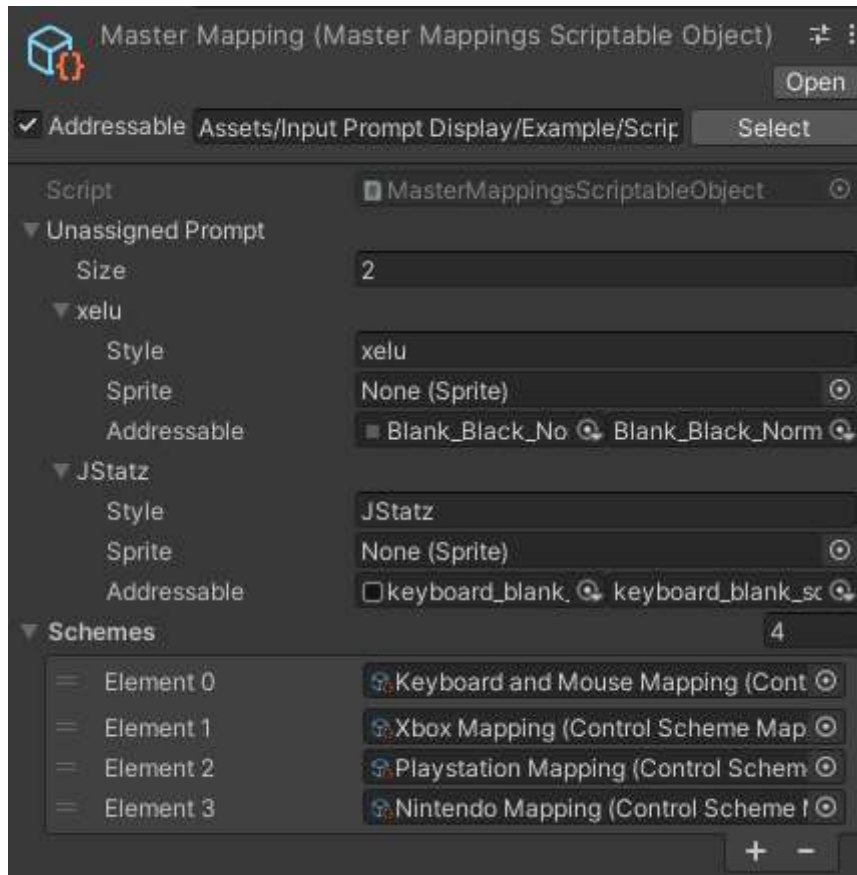 Master Mapping (Master Mappings Scriptable Object)
Open
Addressable Assets/Input Prompt Display/Example/Scrip Select
Script MasterMappingsScriptableObject
Unassigned Prompt
Size 2
xelu
Style xelu
Sprite None (Sprite)
Addressable Blank_Black_No Blank_Black_Norm
JStatz
Style JStatz
Sprite None (Sprite)
Addressable keyboard_blank_ keyboard_blank_sc
Schemes 4
Element 0 Keyboard and Mouse Mapping (Cont
Element 1 Xbox Mapping (Control Scheme Map
Element 2 Playstation Mapping (Control Schem
Element 3 Nintendo Mapping (Control Scheme
+ −